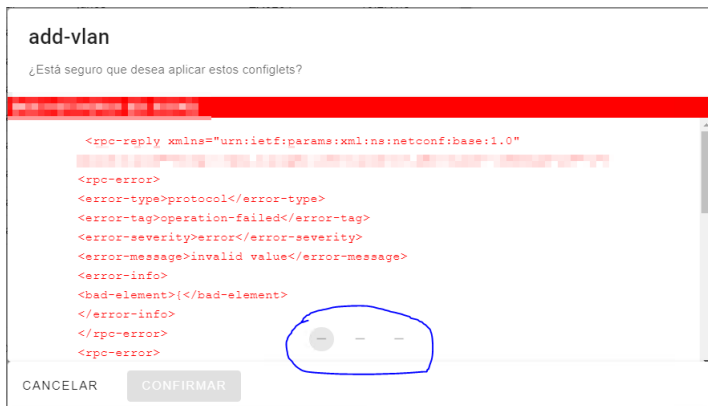 add-vlan
¿Está seguro que desea aplicar estos configlets?
<rpc-reply xmlns="urn:ietf:params:xml:ns:netconf:base:1.0"
<rpc-error>
<error-type>protocol</error-type>
<error-tag>operation-failed</error-tag>
<error-severity>error</error-severity>
<error-message>invalid value</error-message>
<error-info>
<bad-element>{</bad-element>
</error-info>
</rpc-error>
<rpc-error>
CANCELAR CONFIRMAR